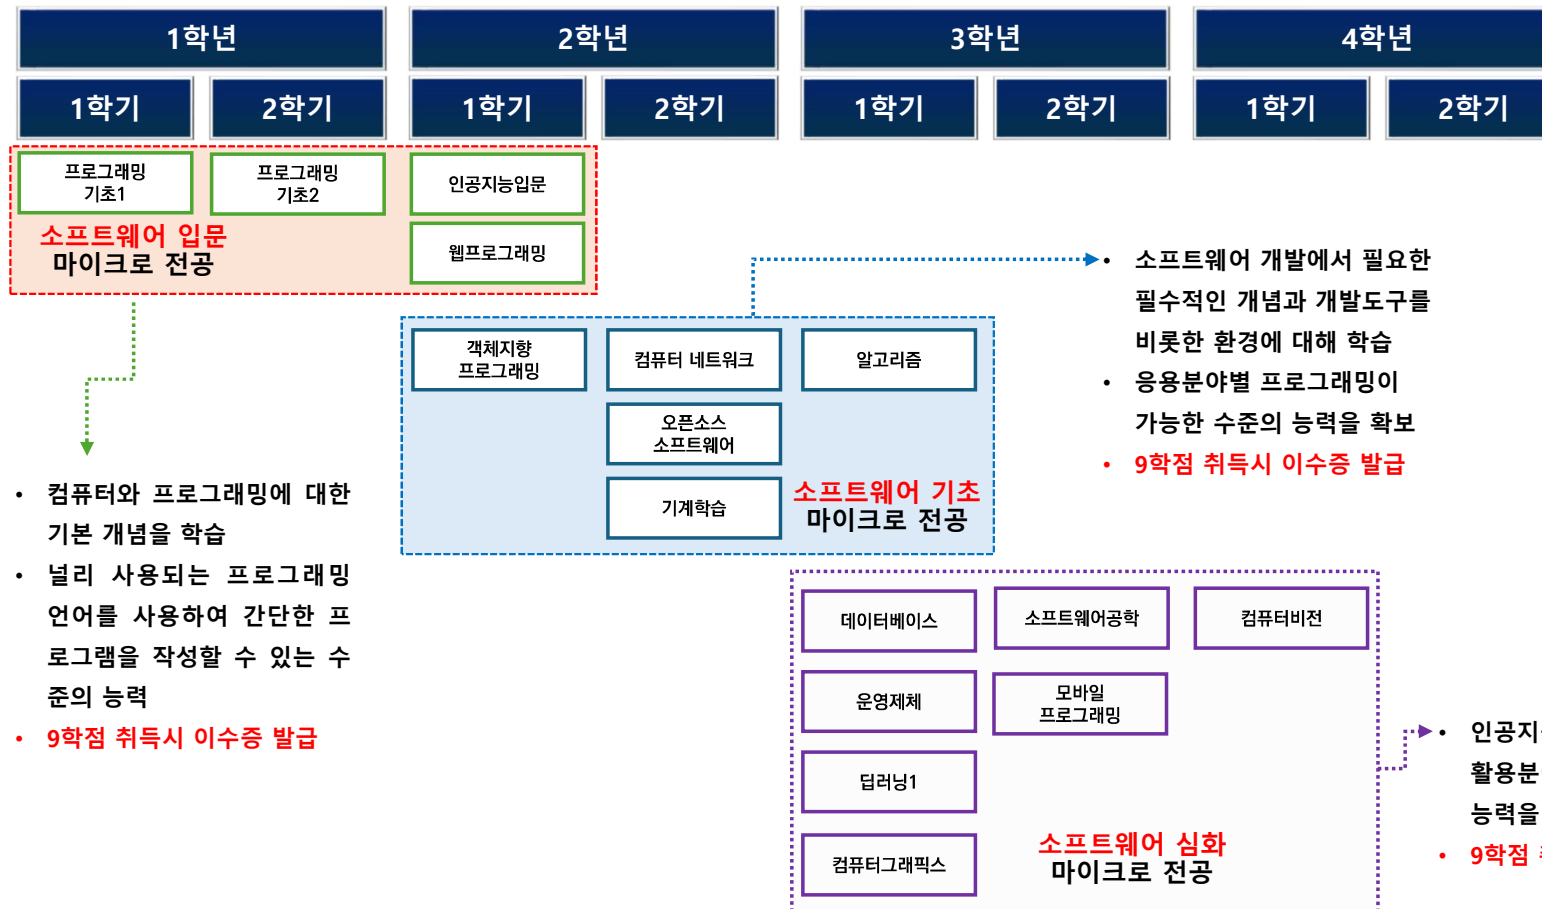 1학년
2학년
3학년
4학년
1학기
2학기
1학기
2학기
1학기
2학기
1학기
2학기
프로그래밍
기초1
프로그래밍
기초2
인공지능입문
웹프로그래밍
소프트웨어 입문
마이크로 전공
• 컴퓨터와 프로그래밍에 대한
기본 개념을 학습
• 널리 사용되는 프로그래밍
언어를 사용하여 간단한 프
로그램을 작성할 수 있는 수
준의 능력
• 9학점 취득시 이수증 발급
객체지향
프로그래밍
컴퓨터 네트워크
알고리즘
오픈소스
소프트웨어
기계학습
소프트웨어 기초
마이크로 전공
• 소프트웨어 개발에서 필요한
필수적인 개념과 개발도구를
비롯한 환경에 대해 학습
• 응용분야별 프로그래밍이
가능한 수준의 능력을 확보
• 9학점 취득시 이수증 발급
데이터베이스
소프트웨어공학
컴퓨터비전
운영제체
모바일
프로그래밍
딥러닝1
컴퓨터그래픽스
소프트웨어 심화
마이크로 전공
• 인공지
활용분
능력을
• 9학점